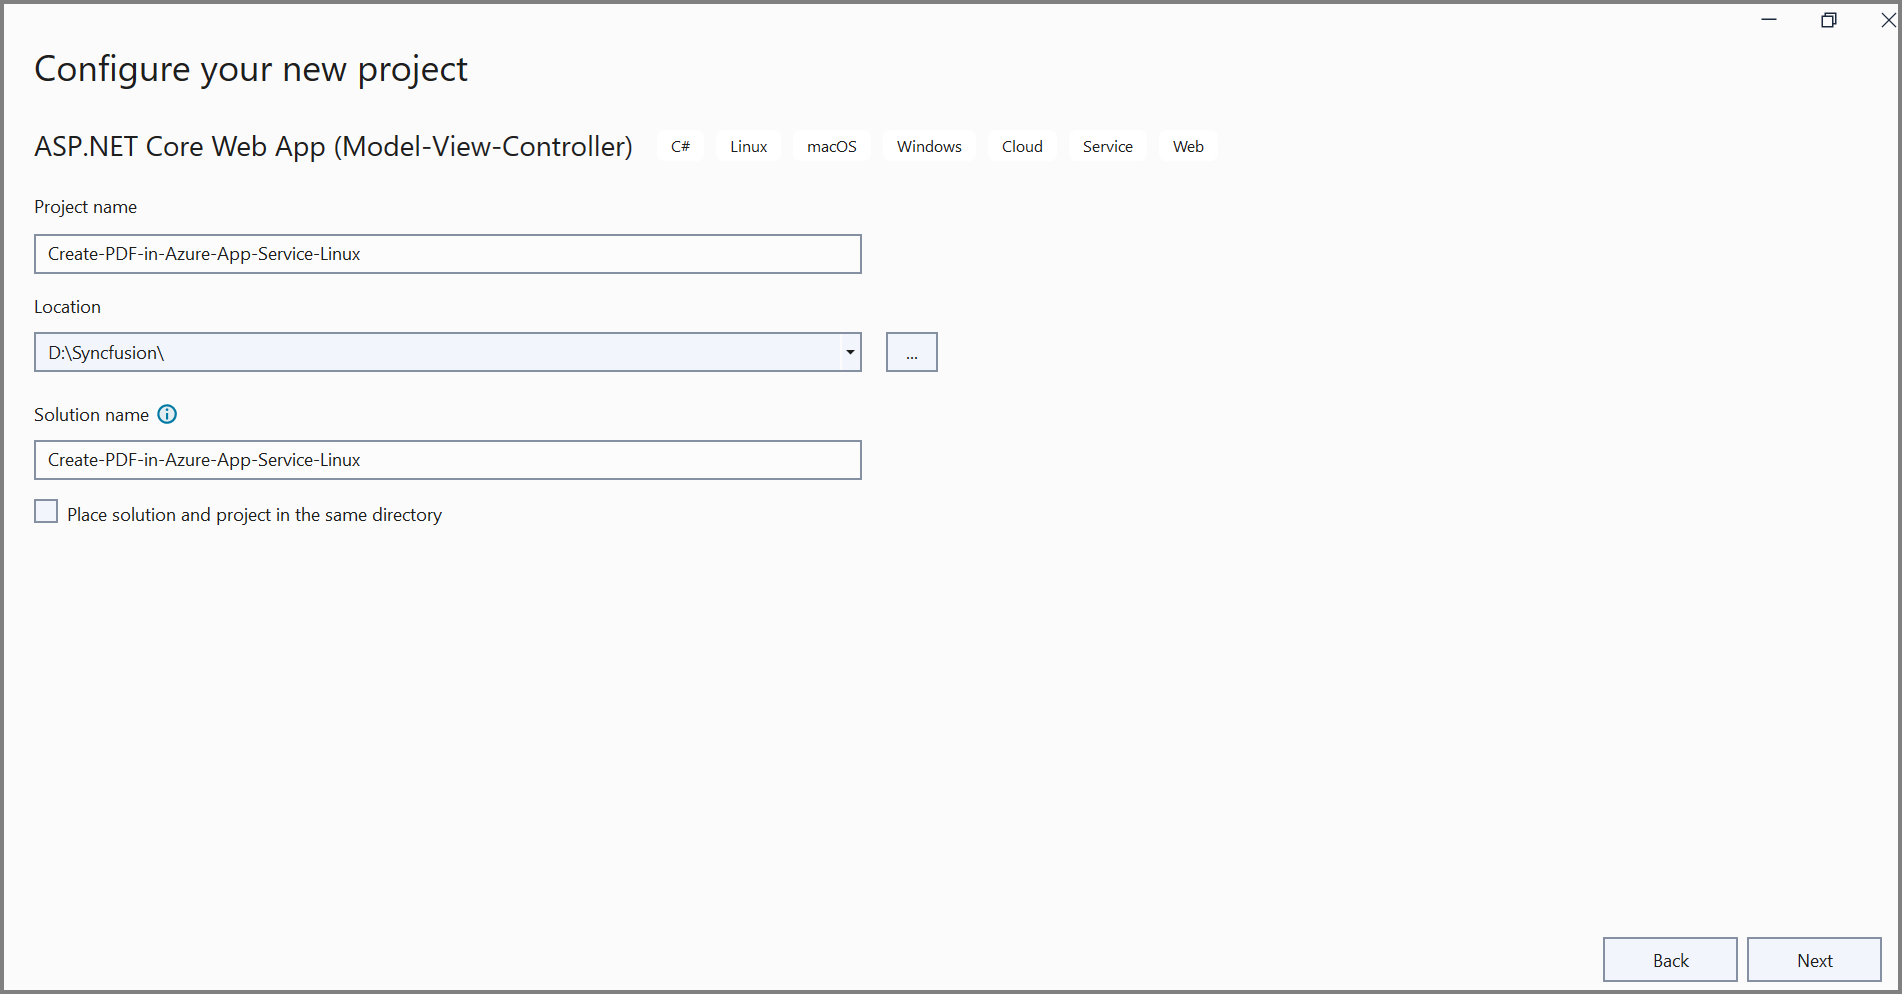 Configure your new project
ASP.NET Core Web App (Model-View-Controller) C# Linux macOS Windows Cloud Service Web
Project name
Create-PDF-in-Azure-App-Service-Linux
Location
D:\Syncfusion\ ...
Solution name
Create-PDF-in-Azure-App-Service-Linux
Place solution and project in the same directory
Back Next